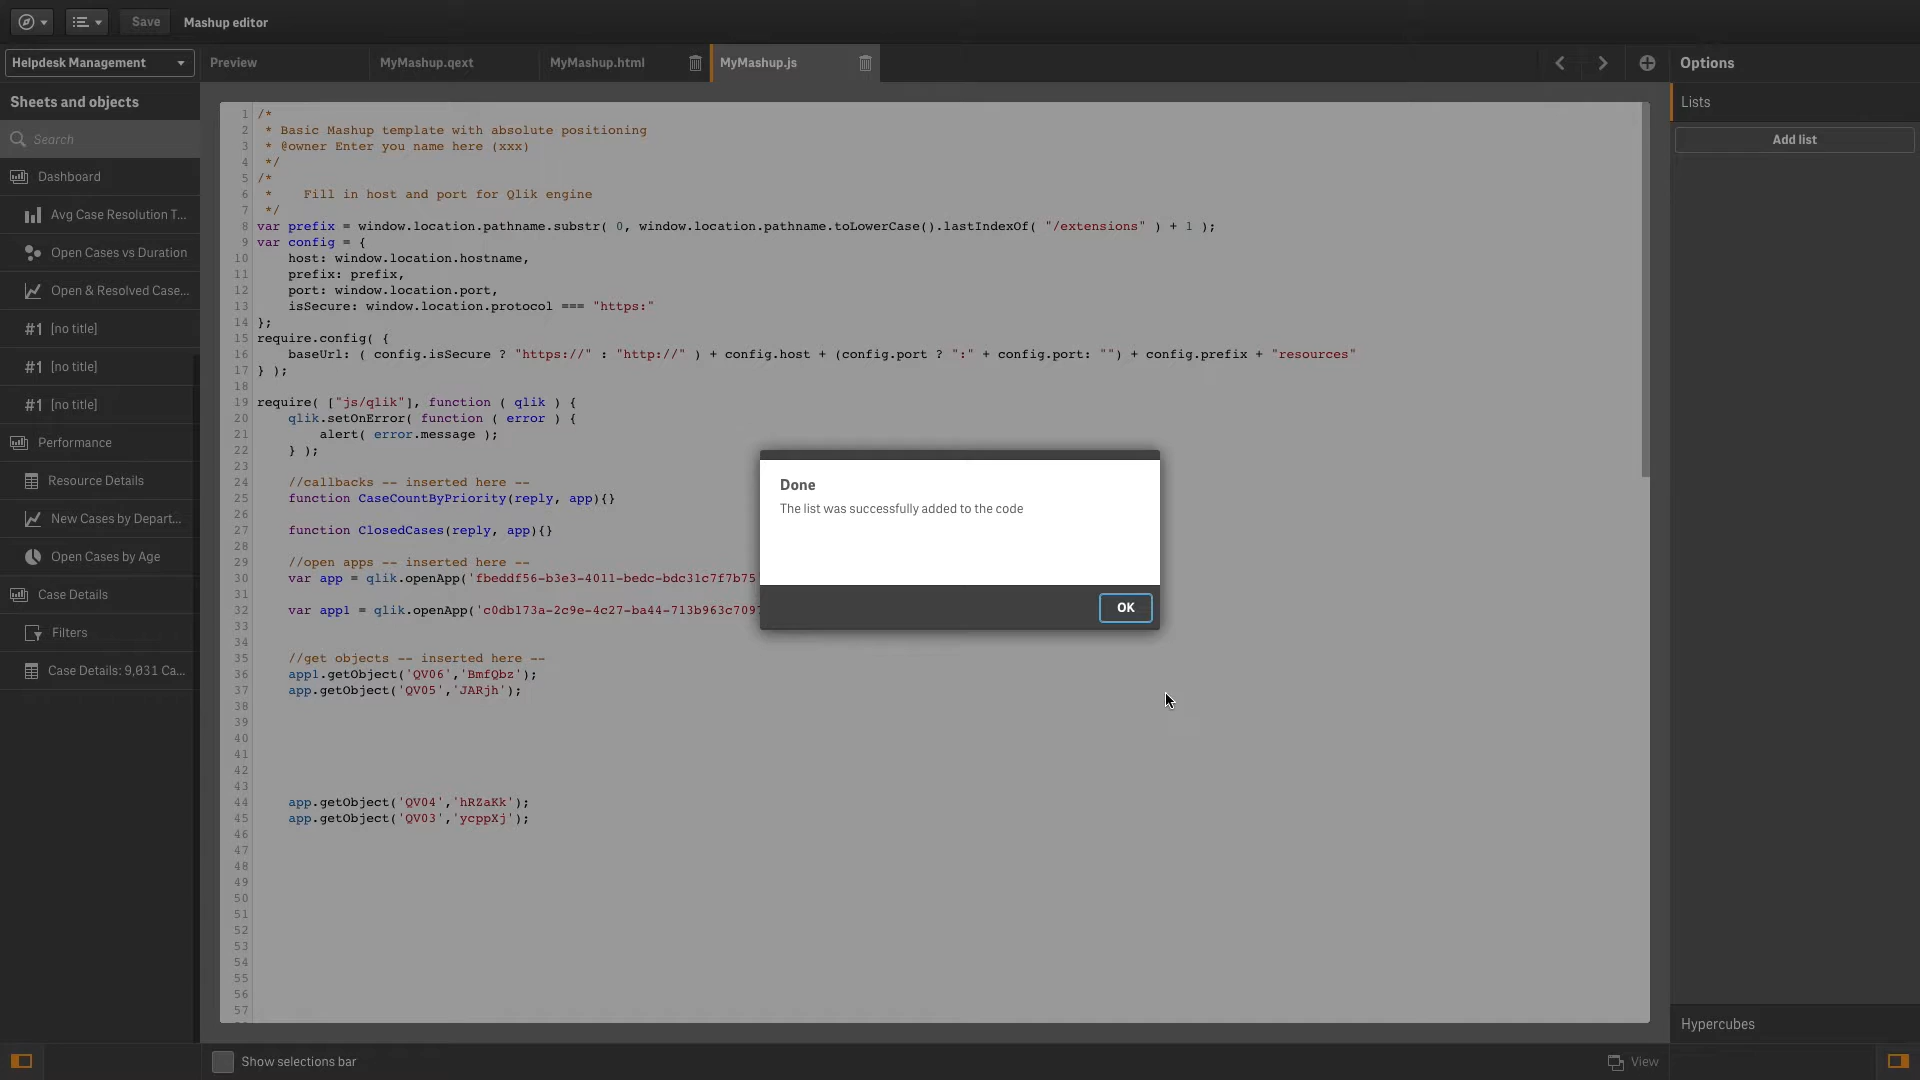 Save
Mashup editor
Helpdesk Management
Preview
MyMashup.qext
MyMashup.html
MyMashup.js
Options
Sheets and objects
Search
Dashboard
Avg Case Resolution T...
Open Cases vs Duration
Open & Resolved Case...
#1 [no title]
#1 [no title]
#1 [no title]
Performance
Resource Details
New Cases by Depart...
Open Cases by Age
Case Details
Filters
Case Details: 9,031 Ca...
1 /*
2  * Basic Mashup template with absolute positioning
3  * @owner Enter you name here (xxx)
4  */
5 /*
6  *    Fill in host and port for Qlik engine
7  */
8 var prefix = window.location.pathname.substr( 0, window.location.pathname.toLowerCase().lastIndexOf( "/extensions" ) + 1 );
9 var config = {
10     host: window.location.hostname,
11     prefix: prefix,
12     port: window.location.port,
13     isSecure: window.location.protocol === "https:"
14 };
15 require.config( {
16     baseUrl: ( config.isSecure ? "https://" : "http://" ) + config.host + (config.port ? ":" + config.port: "") + config.prefix + "resources"
17 } );
18
19 require( ["js/qlik"], function ( qlik ) {
20     qlik.setOnError( function ( error ) {
21         alert( error.message );
22     } );
23
24     //callbacks -- inserted here --
25     function CaseCountByPriority(reply, app){}
26
27     function ClosedCases(reply, app){}
28
29     //open apps -- inserted here --
30     var app = qlik.openApp('fbeddf56-b3e3-4011-bedc-bdc31c7f7b75
31
32     var app1 = qlik.openApp('c0db173a-2c9e-4c27-ba44-713b963c7097
33
34
35     //get objects -- inserted here --
36     app1.getObject('QV06','BmfQbz');
37     app.getObject('QV05','JARjh');
38
39
40
41
42
43
44     app.getObject('QV04','hRZaKk');
45     app.getObject('QV03','ycppXj');
46
47
48
49
50
51
52
53
54
55
56
57
Done
The list was successfully added to the code
OK
Lists
Add list
Hypercubes
Show selections bar
View